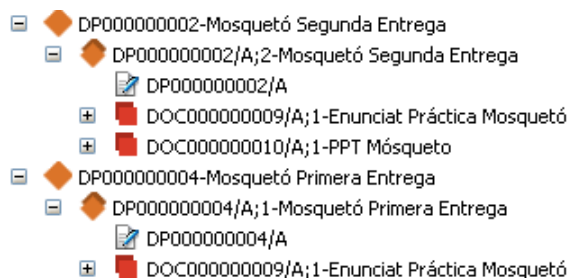 DP000000002-Mosquetó Segunda Entrega
DP000000002/A;2-Mosquetó Segunda Entrega
DP000000002/A
DOC000000009/A;1-Enunciat Práctica Mosquetó
DOC000000010/A;1-PPT Mósqueto
DP000000004-Mosquetó Primera Entrega
DP000000004/A;1-Mosquetó Primera Entrega
DP000000004/A
DOC000000009/A;1-Enunciat Práctica Mosquetó